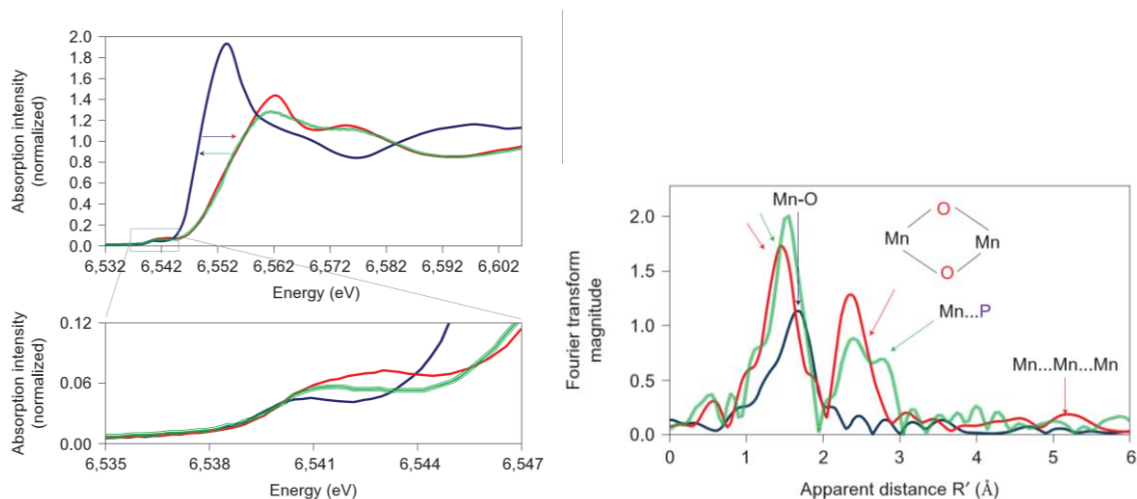 Absorption intensity
(normalized)
2.0
1.8
1.6
1.4
1.2
1.0
0.8
0.6
0.4
0.2
0.0
6,532 6,542 6,552 6,562 6,572 6,582 6,592 6,602
Energy (eV)
Absorption intensity
(normalized)
0.12
0.06
0.00
6,535 6,538 6,541 6,544 6,547
Energy (eV)
Fourier transform
magnitude
2.0
1.5
1.0
0.5
0.0
Mn-O
O
Mn Mn
O
Mn...P
Mn...Mn...Mn
0 1 2 3 4 5 6
Apparent distance R′ (Å)